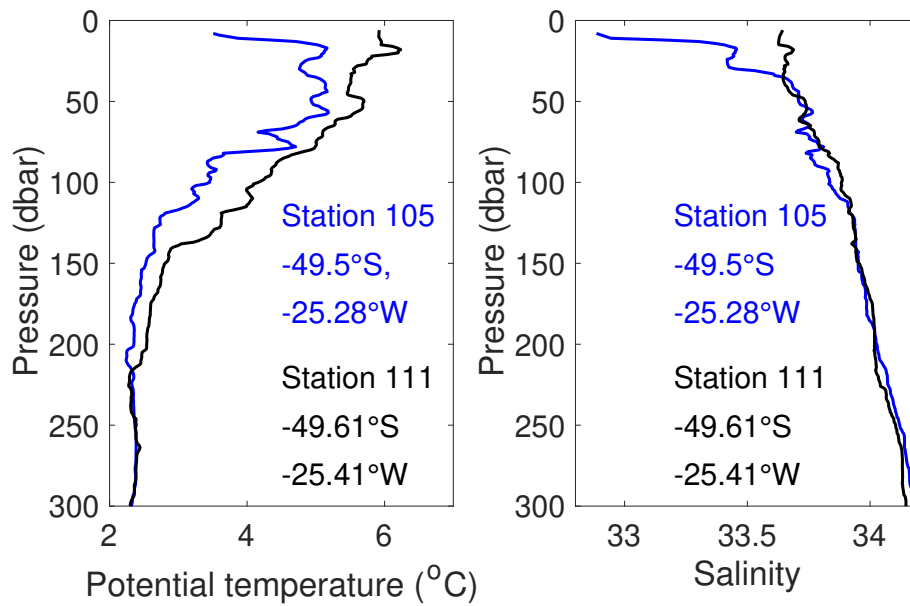 0
50
100
150
200
250
300
Pressure (dbar)
2
4
6
Potential temperature (°C)
Station 105
-49.5°S,
-25.28°W
Station 111
-49.61°S
-25.41°W
0
50
100
150
200
250
300
Pressure (dbar)
33
33.5
34
Salinity
Station 105
-49.5°S
-25.28°W
Station 111
-49.61°S
-25.41°W